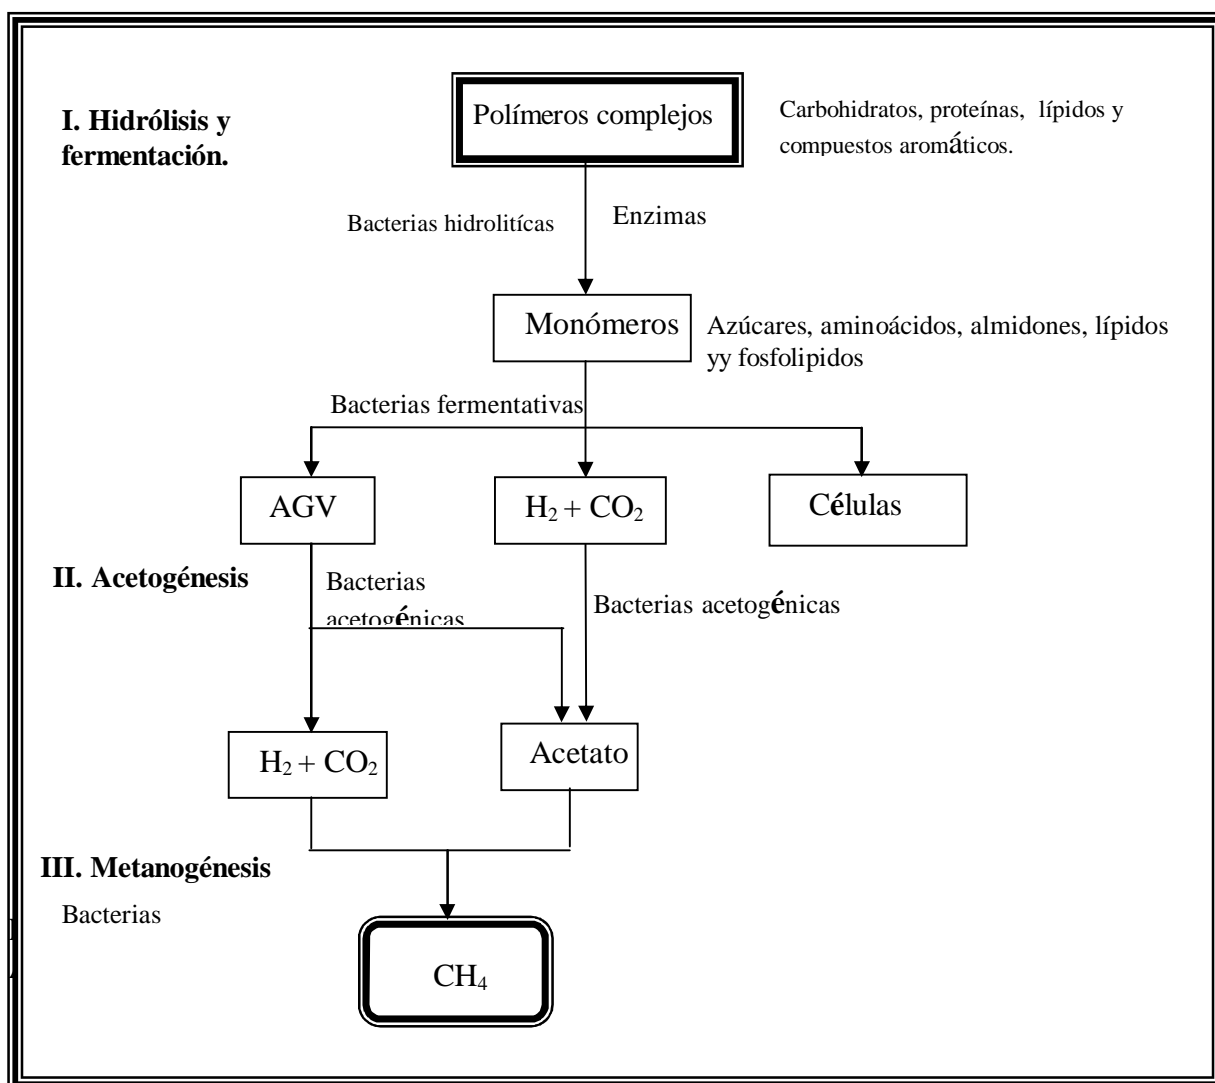 I. Hidrólisis y
fermentación.
Polímeros complejos
Carbohidratos, proteínas, lípidos y
compuestos aromáticos.
Bacterias hidrolitícas
Enzimas
Monómeros
Azúcares, aminoácidos, almidones, lípidos
yy fosfolipidos
Bacterias fermentativas
AGV
H₂ + CO₂
Células
II. Acetogénesis
Bacterias
acetogénicas
Bacterias acetogénicas
H₂ + CO₂
Acetato
III. Metanogénesis
Bacterias
CH₄